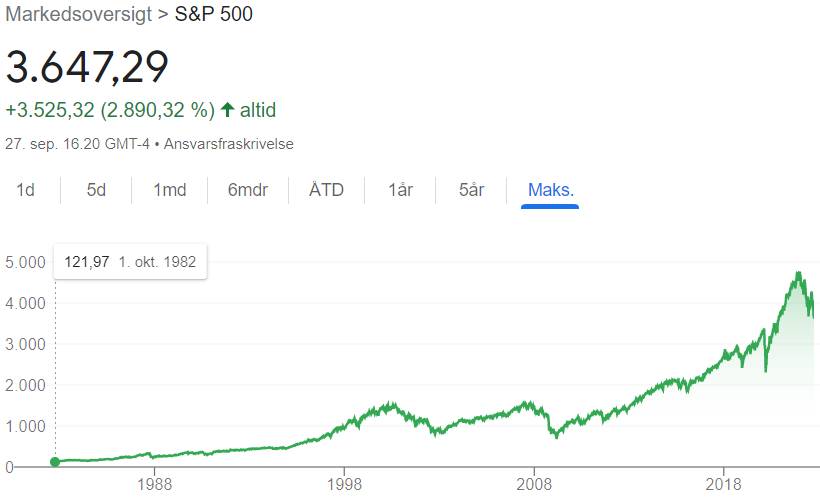 Markedsoversigt > S&P 500
3.647,29
+3.525,32 (2.890,32 %) ↑ altid
27. sep. 16.20 GMT-4 • Ansvarsfraskrivelse
1d 5d 1md 6mdr ÅTD 1år 5år Maks.
121,97 1. okt. 1982
5.000
4.000
3.000
2.000
1.000
0
1988 1998 2008 2018